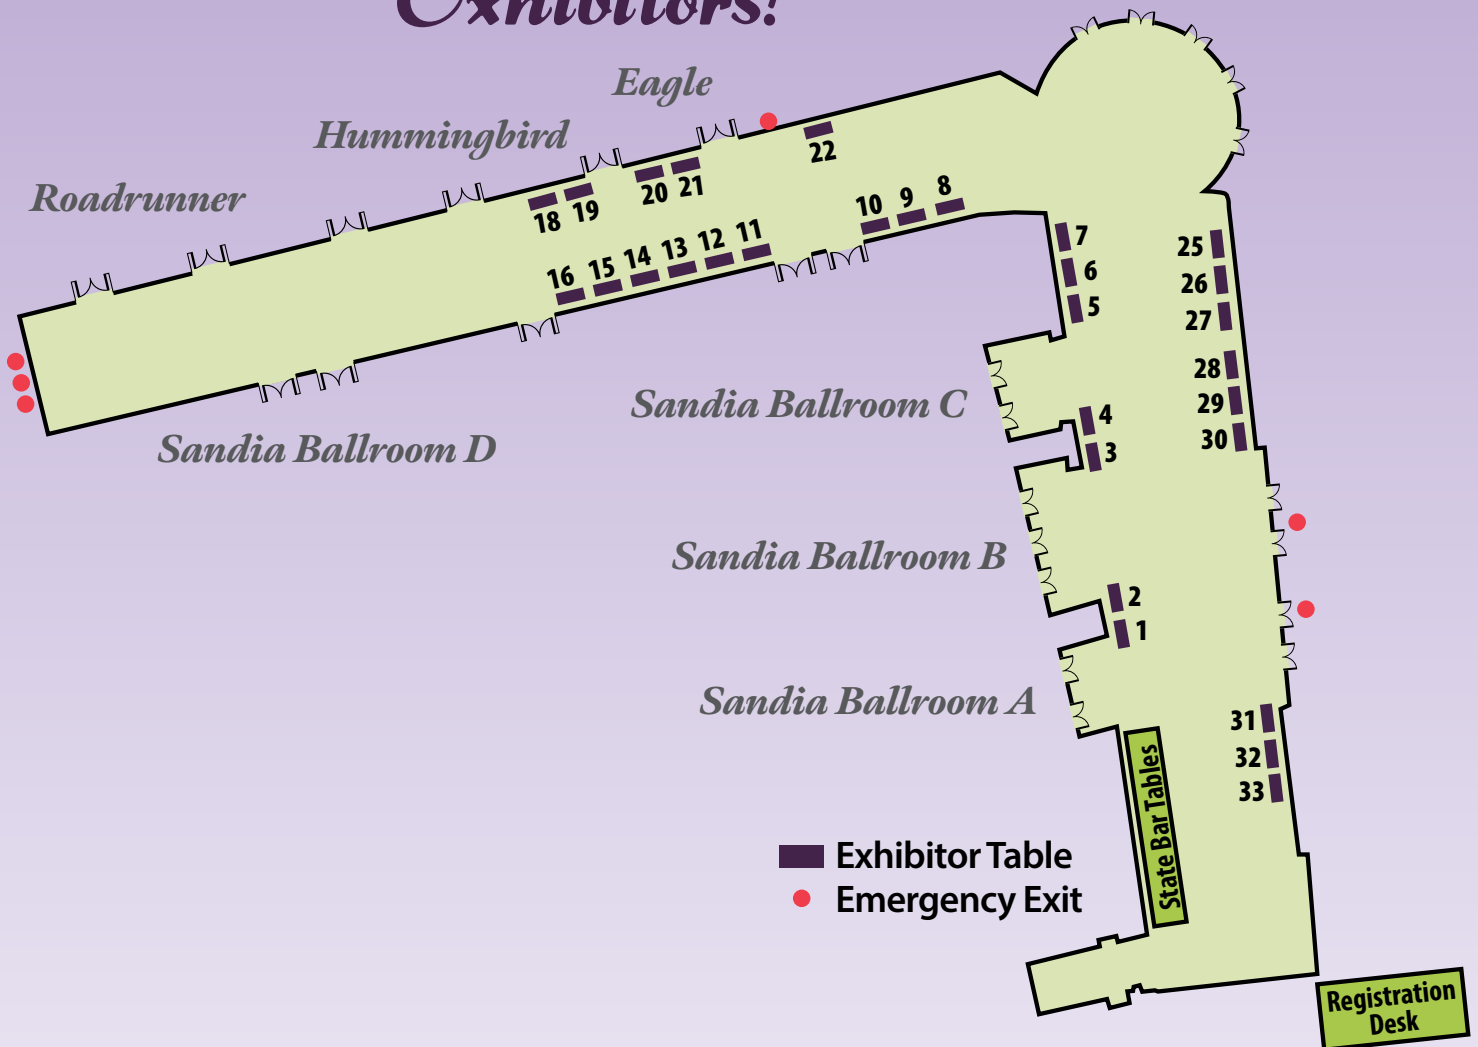 Exhibitors!
Eagle
Hummingbird
Roadrunner
22
20 21
18 19
10 9 8
16 15 14 13 12 11
7
6
5
25
26
27
28
29
30
Sandia Ballroom D
Sandia Ballroom C
4
3
Sandia Ballroom B
2
1
Sandia Ballroom A
31
32
33
State Bar Tables
Exhibitor Table
Emergency Exit
Registration
Desk